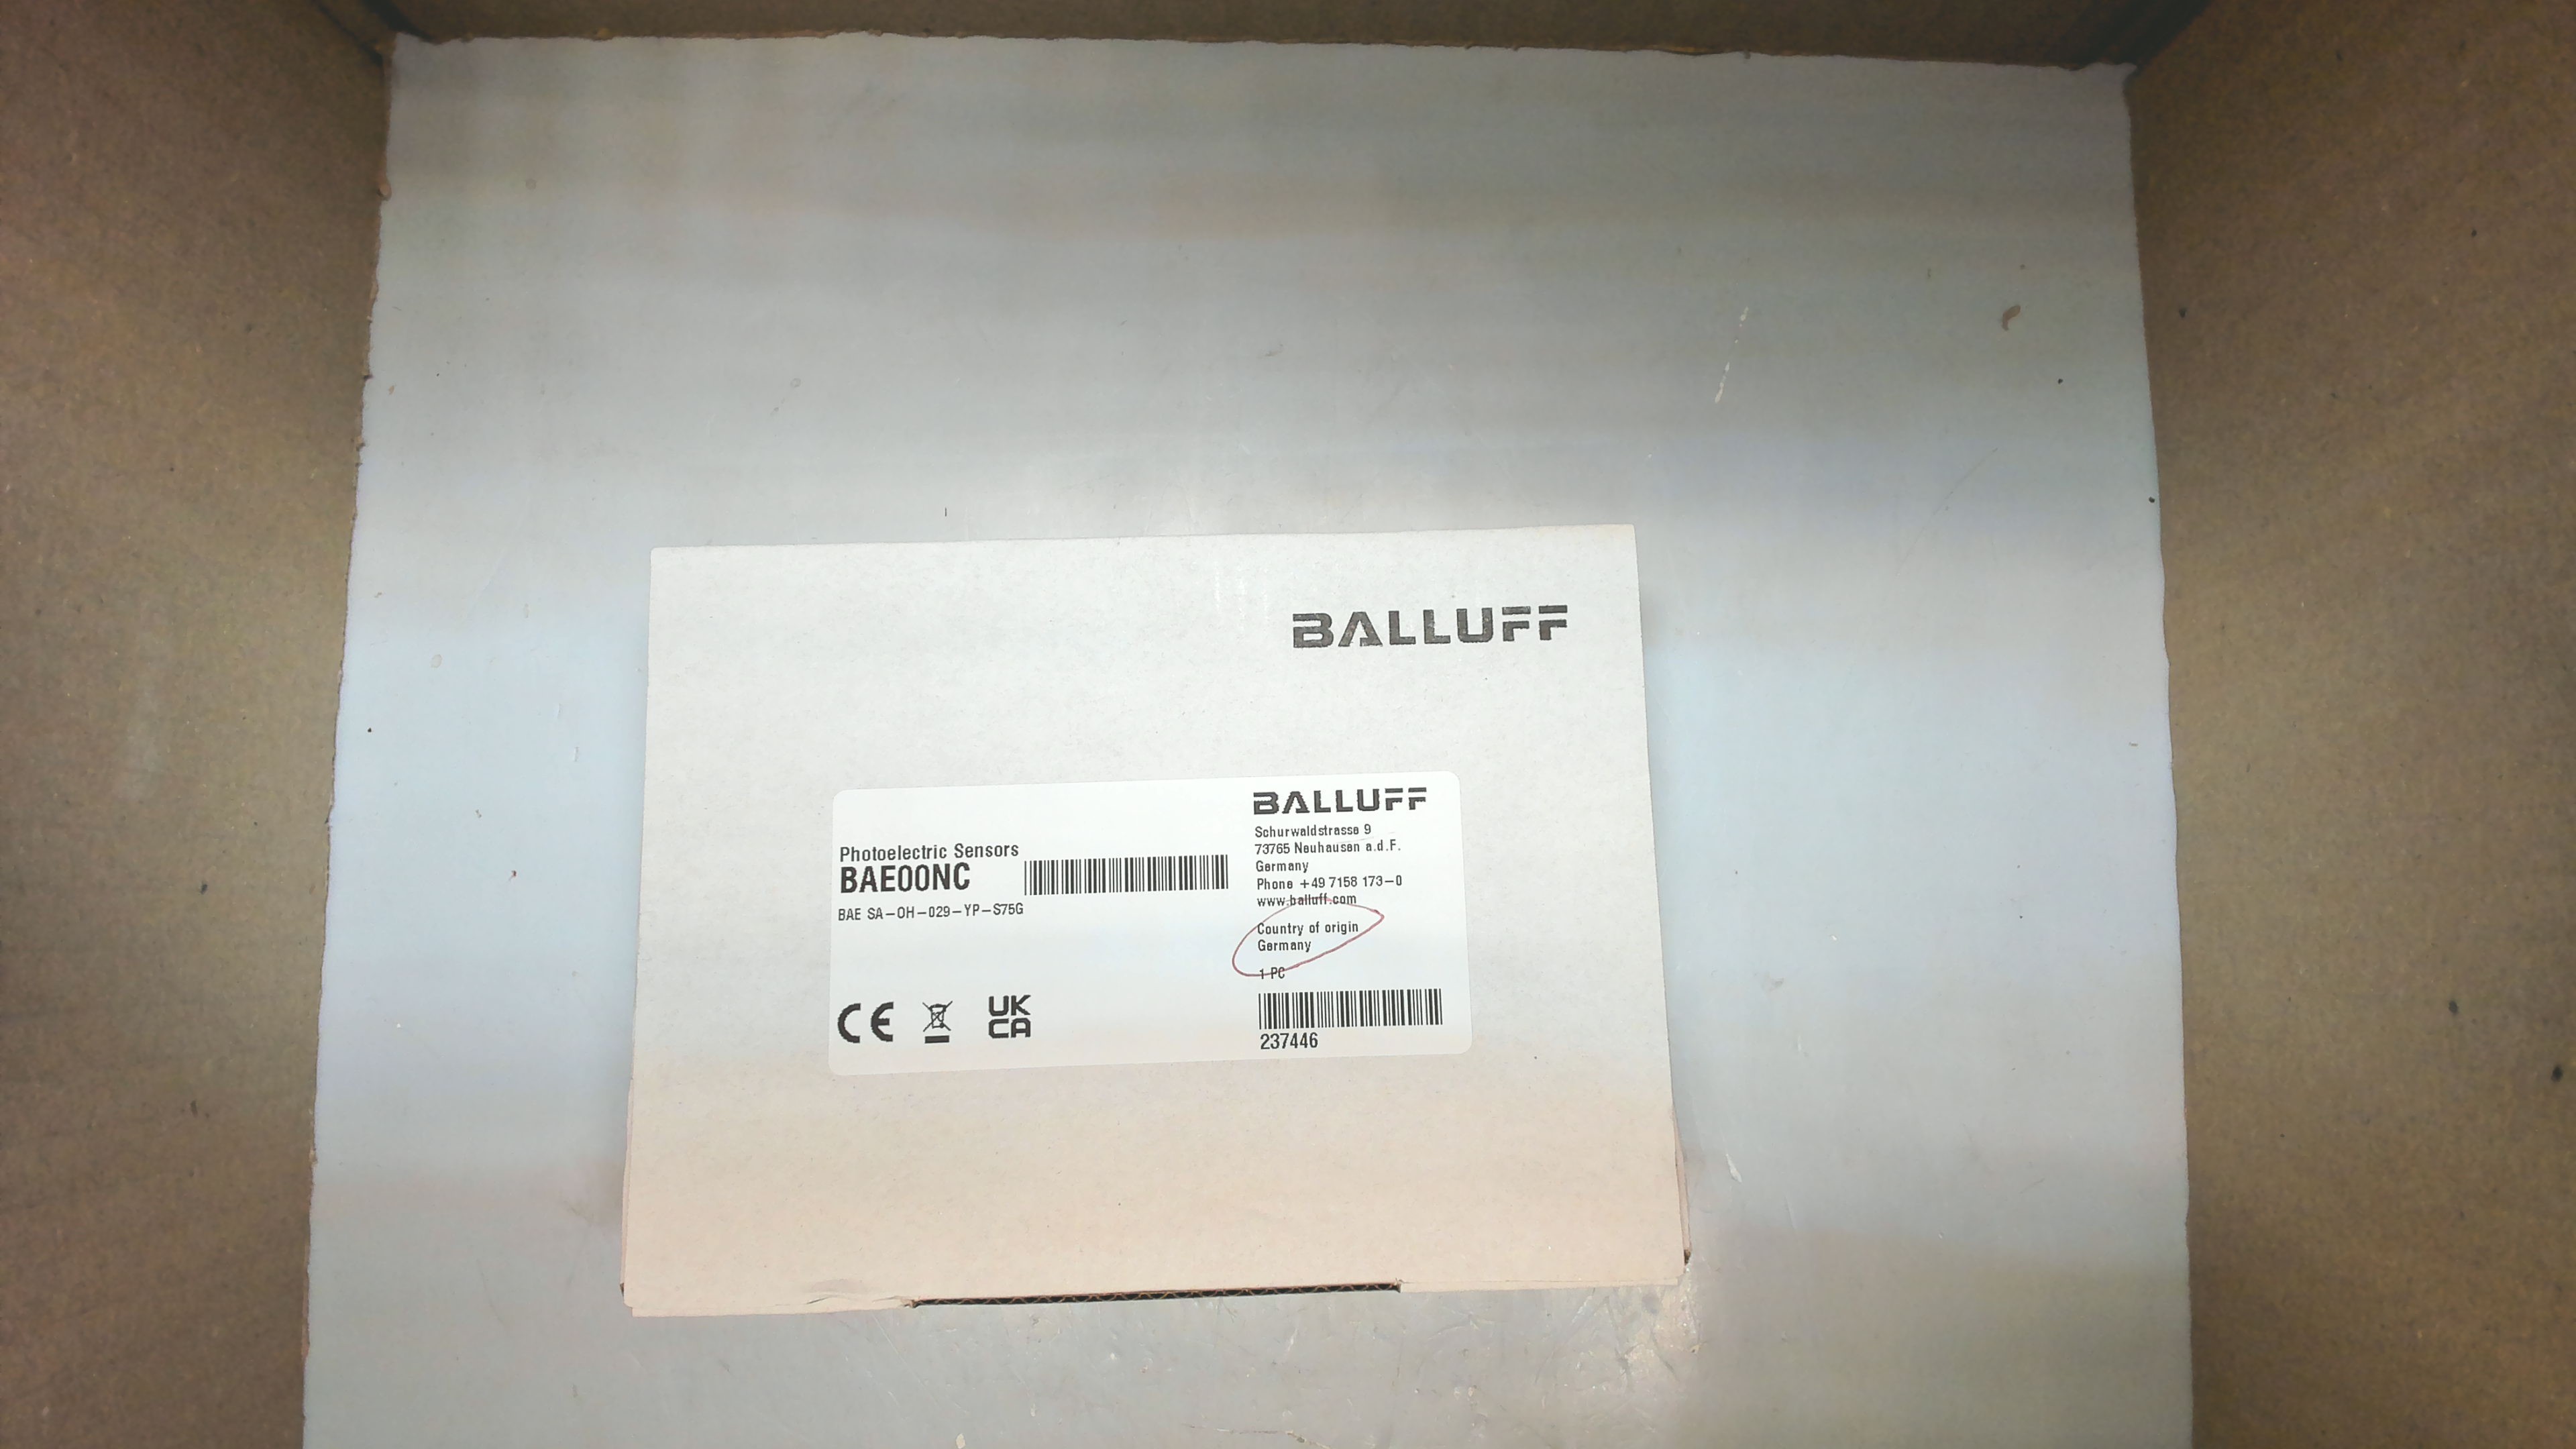 BALLUFF
Photoelectric Sensors
BAE00NC
BAE SA-OH-029-YP-S75G
CE
UK
CA
BALLUFF
Schurwaldstrasse 9
73765 Neuhausen a.d.F.
Germany
Phone +49 7158 173-0
www.balluff.com
Country of origin
Germany
1 PC
237446